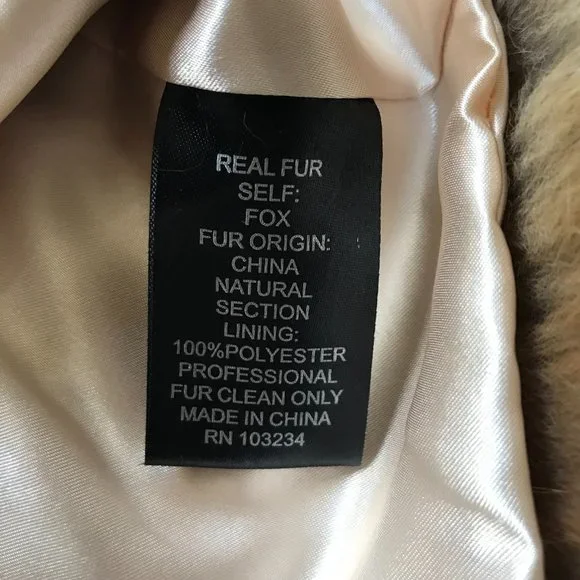 REAL FUR
SELF:
FOX
FUR ORIGIN:
CHINA
NATURAL
SECTION
LINING:
100%POLYESTER
PROFESSIONAL
FUR CLEAN ONLY
MADE IN CHINA
RN 103234